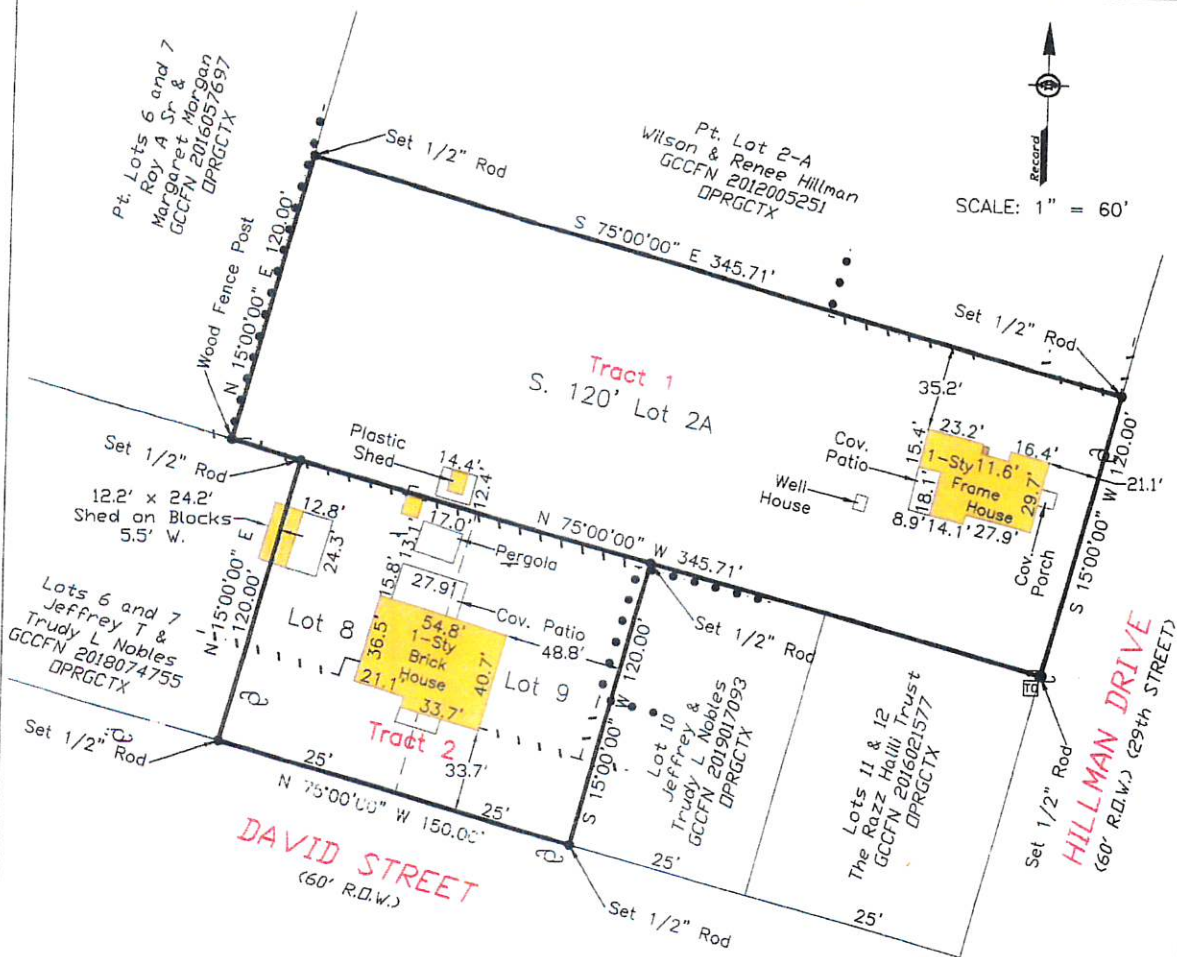 Pt. Lots 6 and 7
Roy A Sr &
Margaret Morgan
GCCFN 2016057697
OPRGCTX
Set 1/2" Rod
Pt. Lot 2-A
Wilson & Renee Hillman
GCCFN 2012005251
OPRGCTX
Record
SCALE: 1" = 60'
S 75°00'00" E 345.71'
Set 1/2" Rod
N 15°00'00" E 120.00'
Wood Fence Post
Tract 1
S. 120' Lot 2A
35.2'
23.2'
16.4'
15.4'
Cov.
Patio
1-Sty
11.6'
Frame
House
18.1'
29.7'
8.9'
14.1'
27.9'
Well
House
Cov.
Porch
21.1'
S 15°00'00" W 120.00'
Plastic
Shed
14.4'
12.4'
Set 1/2" Rod
12.2' x 24.2'
Shed on Blocks
5.5' W.
12.8'
24.3'
17.0'
13.1'
Pergola
N 75°00'00" W 345.71'
15.8'
27.9'
Cov. Patio
Lots 6 and 7
Jeffrey T &
Trudy L Nobles
GCCFN 2018074755
OPRGCTX
N 15°00'00" E
120.00'
Lot 8
54.8'
1-Sty
Brick
House
36.5'
40.7'
21.1'
33.7'
48.8'
Lot 9
Set 1/2" Rod
S 15°00'00" W 120.00'
Lot 10
Jeffrey &
Trudy L Nobles
GCCFN 2019017093
OPRGCTX
Lots 11 & 12
The Razz Halili Trust
GCCFN 2016021577
OPRGCTX
TG
Set 1/2" Rod
HILLMAN DRIVE
(60' R.O.W.) (29th STREET)
Tract 2
33.7'
Set 1/2" Rod
25'
25'
N 75°00'00" W 150.00'
25'
25'
DAVID STREET
(60' R.O.W.)
Set 1/2" Rod